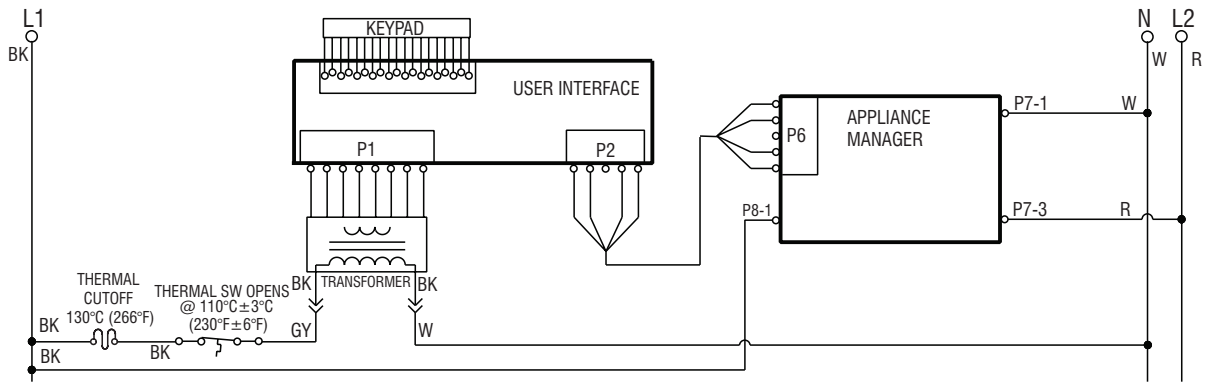 L1
BK
KEYPAD
USER INTERFACE
P1
P2
N
L2
W
R
P6
APPLIANCE
MANAGER
P7-1
W
P8-1
P7-3
R
THERMAL
CUTOFF
130°C (266°F)
THERMAL SW OPENS
@ 110°C±3°C
(230°F±6°F)
BK
TRANSFORMER
BK
BK
BK
GY
W
BK